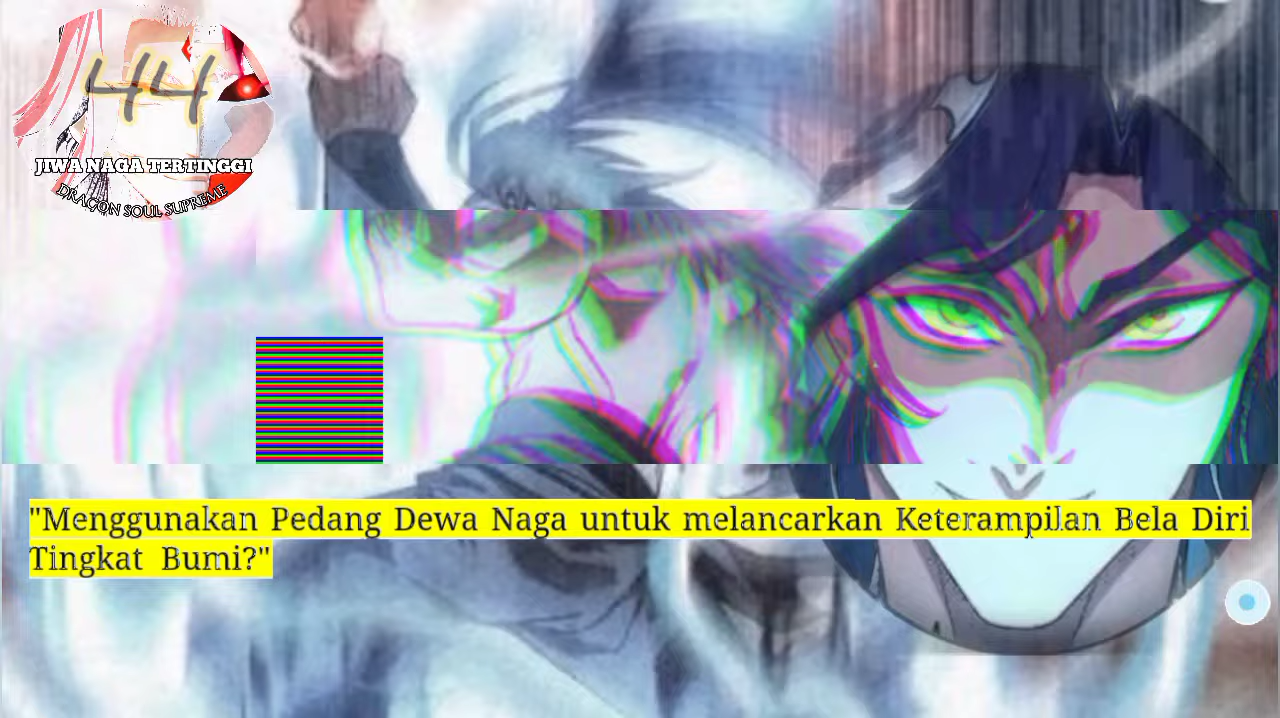 44
JIWA NAGA TERTINGGI
DRAGON SOUL SUPREME
"Menggunakan Pedang Dewa Naga untuk melancarkan Keterampilan Bela Diri
Tingkat Bumi?"